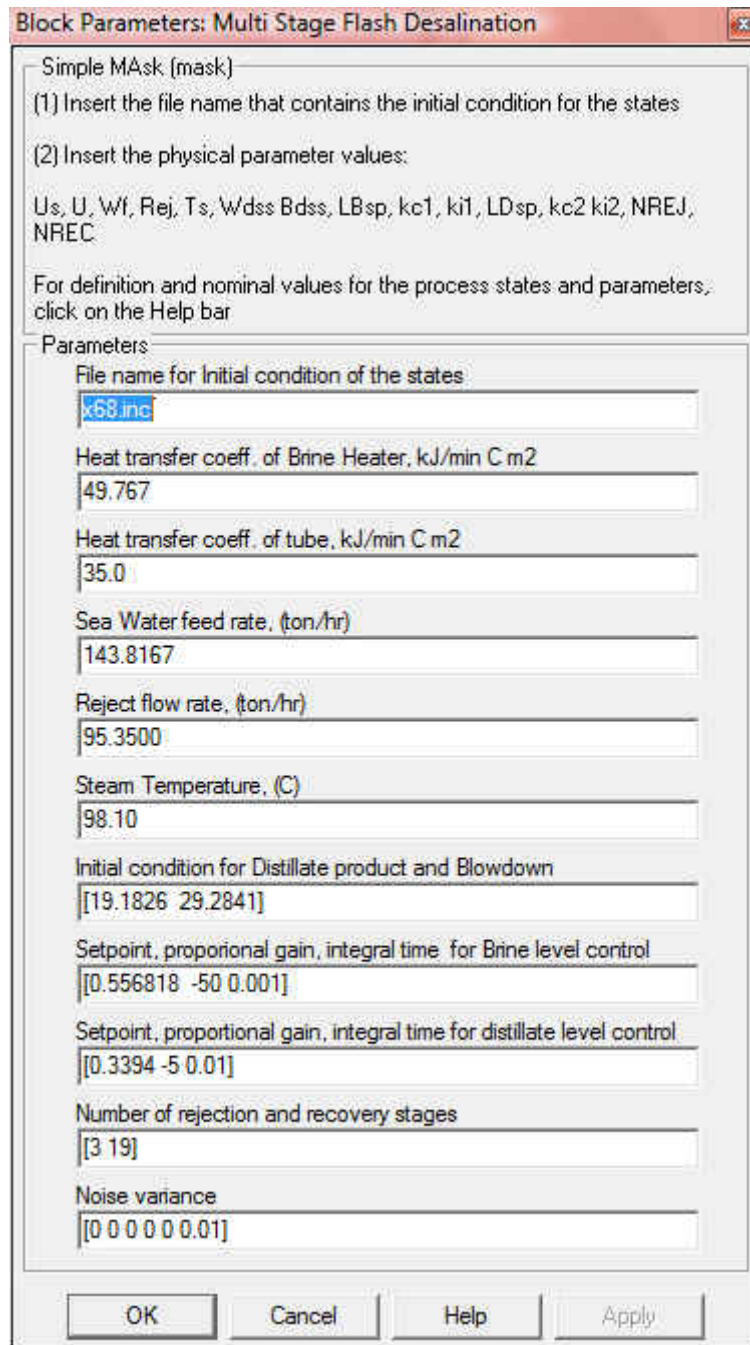 Block Parameters: Multi Stage Flash Desalination
Simple MAsk (mask)
(1) Insert the file name that contains the initial condition for the states
(2) Insert the physical parameter values:
Us, U, Wf, Rej, Ts, Wdss Bdss, LBsp, kc1, ki1, LDsp, kc2 ki2, NREJ,
NREC
For definition and nominal values for the process states and parameters,
click on the Help bar
Parameters
File name for Initial condition of the states
x68.inc
Heat transfer coeff. of Brine Heater, kJ/min C m2
49.767
Heat transfer coeff. of tube, kJ/min C m2
35.0
Sea Water feed rate, (ton/hr)
143.8167
Reject flow rate, (ton/hr)
95.3500
Steam Temperature, (C)
98.10
Initial condition for Distillate product and Blowdown
[19.1826 29.2841]
Setpoint, proporional gain, integral time for Brine level control
[0.556818 -50 0.001]
Setpoint, proportional gain, integral time for distillate level control
[0.3394 -5 0.01]
Number of rejection and recovery stages
[3 19]
Noise variance
[0 0 0 0 0 0.01]
OK Cancel Help Apply